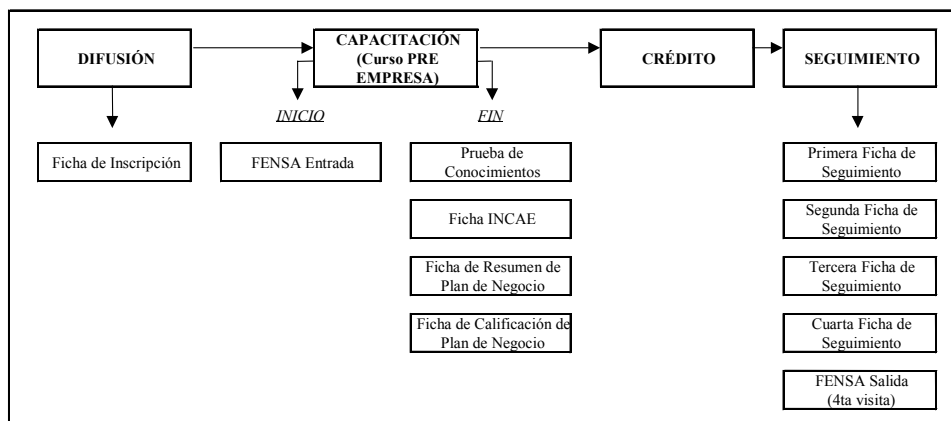 DIFUSIÓN
CAPACITACIÓN
(Curso PRE
EMPRESA)
CRÉDITO
SEGUIMIENTO
INICIO
FIN
Ficha de Inscripción
FENSA Entrada
Prueba de
Conocimientos
Ficha INCAE
Ficha de Resumen de
Plan de Negocio
Ficha de Calificación de
Plan de Negocio
Primera Ficha de
Seguimiento
Segunda Ficha de
Seguimiento
Tercera Ficha de
Seguimiento
Cuarta Ficha de
Seguimiento
FENSA Salida
(4ta visita)